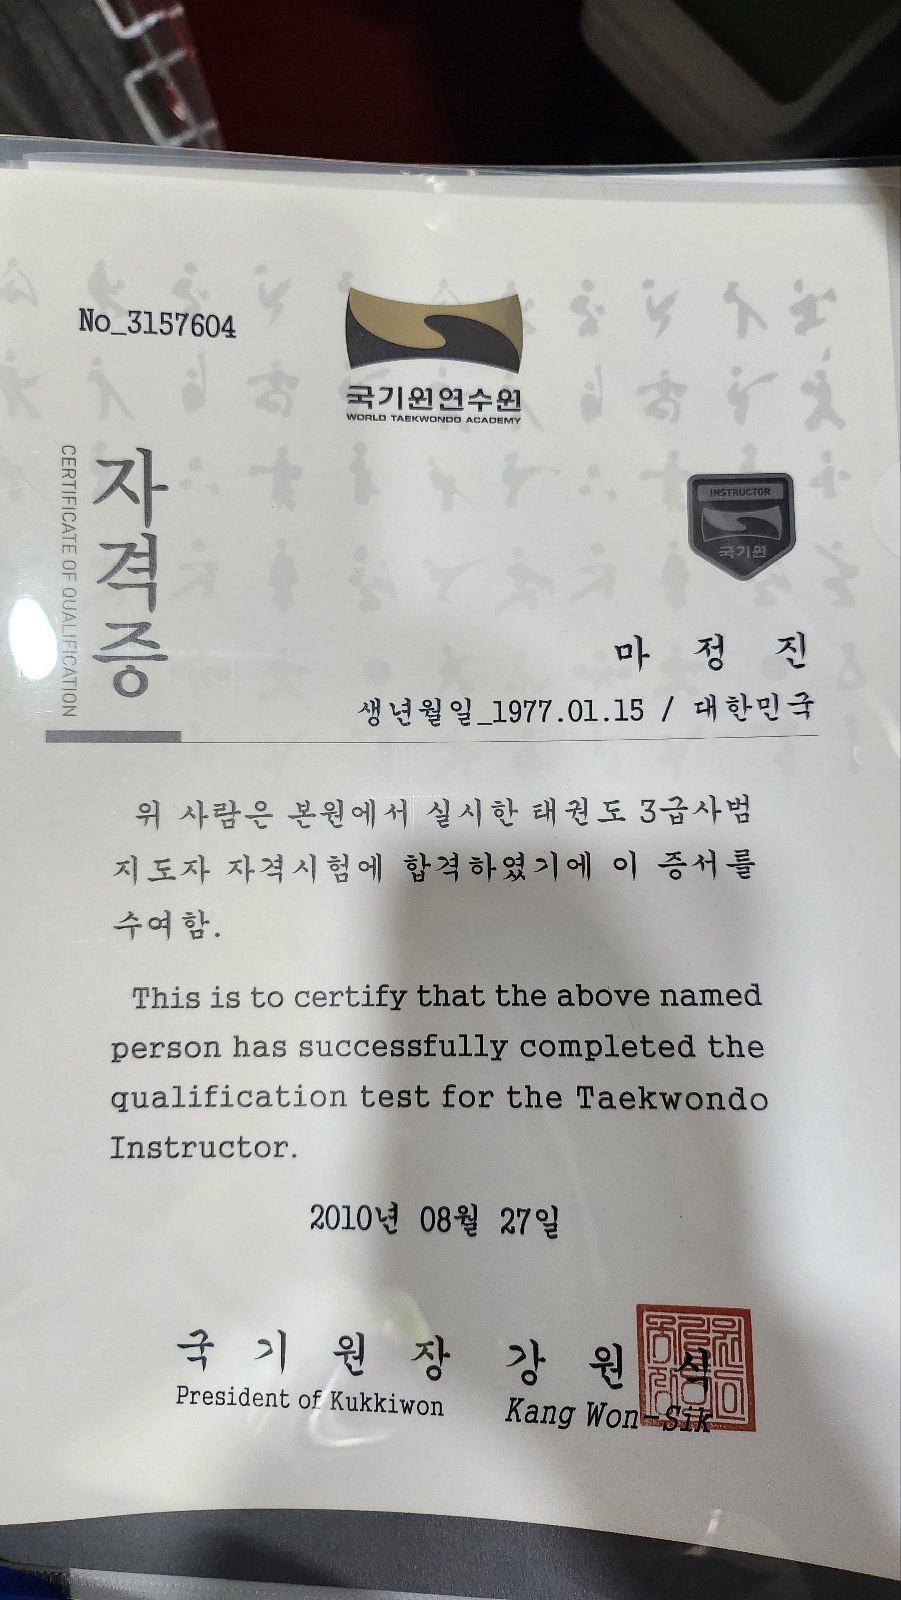 No_3157604
국기원연수원
WORLD TAEKWONDO ACADEMY
자격증
CERTIFICATE OF QUALIFICATION
INSTRUCTOR
국기원
마 정 진
생년월일_1977.01.15 / 대한민국
위 사람은 본원에서 실시한 태권도 3급사범
지도자 자격시험에 합격하였기에 이 증서를
수여함.
This is to certify that the above named
person has successfully completed the
qualification test for the Taekwondo
Instructor.
2010년 08월 27일
국 기 원 장 강 원 식
President of Kukkiwon Kang Won-Sik